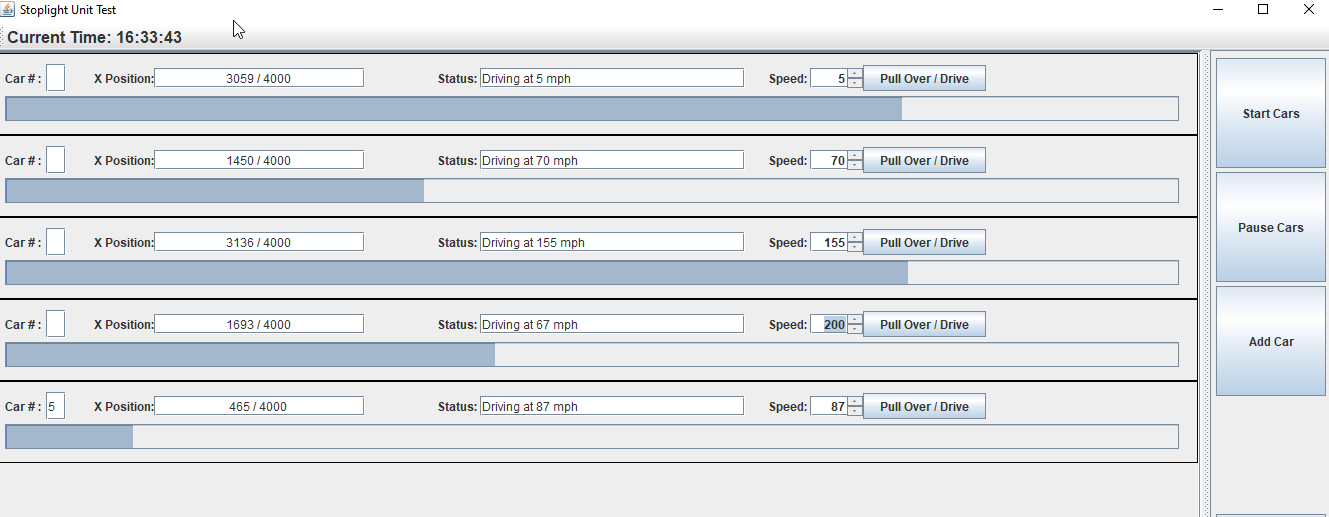 Stoplight Unit Test
Current Time: 16:33:43
Car # : X Position: 3059 / 4000 Status: Driving at 5 mph Speed: 5 Pull Over / Drive
Car # : X Position: 1450 / 4000 Status: Driving at 70 mph Speed: 70 Pull Over / Drive
Car # : X Position: 3136 / 4000 Status: Driving at 155 mph Speed: 155 Pull Over / Drive
Car # : X Position: 1693 / 4000 Status: Driving at 67 mph Speed: 200 Pull Over / Drive
Car # : 5 X Position: 465 / 4000 Status: Driving at 87 mph Speed: 87 Pull Over / Drive
Start Cars
Pause Cars
Add Car